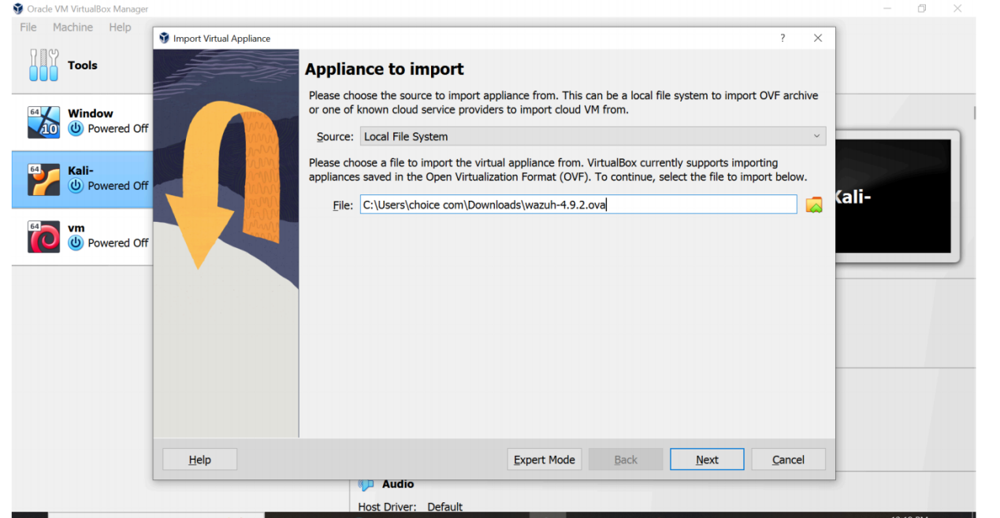 Oracle VM VirtualBox Manager
File Machine Help
Import Virtual Appliance
?
Tools
Appliance to import
Please choose the source to import appliance from. This can be a local file system to import OVF archive
or one of known cloud service providers to import cloud VM from.
64
10
Window
Powered Off
Source: Local File System
Please choose a file to import the virtual appliance from. VirtualBox currently supports importing
appliances saved in the Open Virtualization Format (OVF). To continue, select the file to import below.
64
Kali-
Powered Off
File: C:\Users\choice com\Downloads\wazuh-4.9.2.ova
Kali-
64
vm
Powered Off
Help
Expert Mode
Back
Next
Cancel
Audio
Host Driver: Default